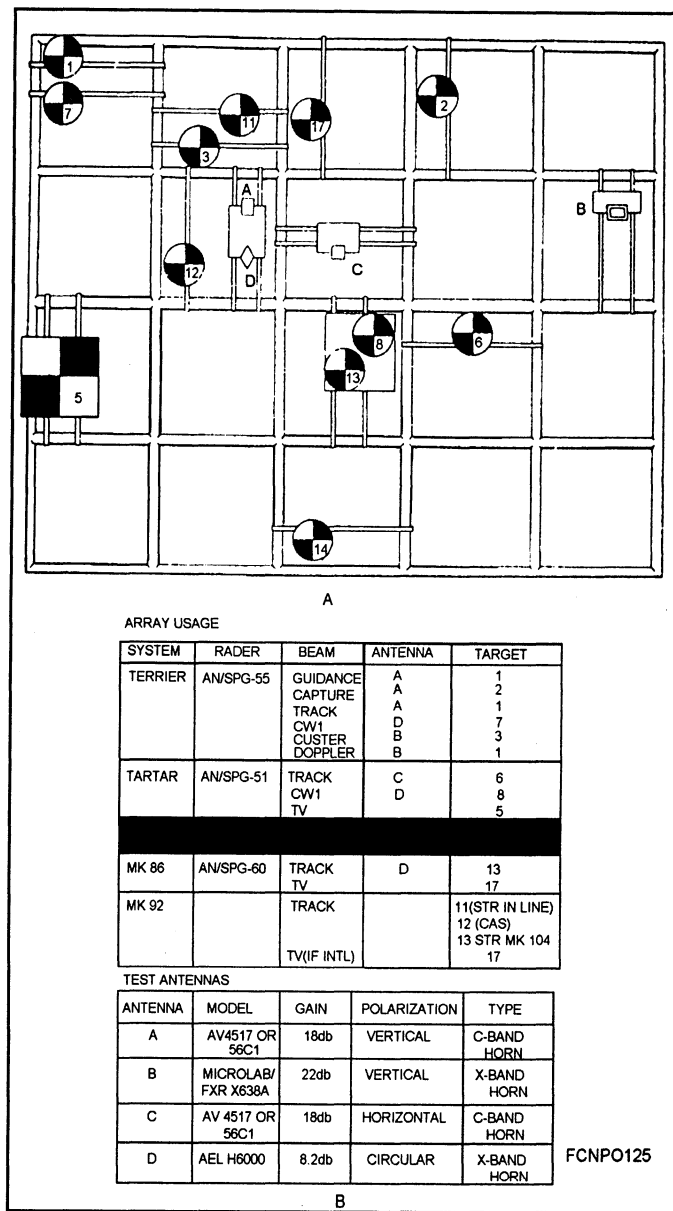 1
7
11
3
17
2
A
B
12
D
C
5
8
13
6
14
A
ARRAY USAGE
SYSTEM RADER BEAM ANTENNA TARGET
TERRIER AN/SPG-55 GUIDANCE A 1
CAPTURE A 2
TRACK A 1
CW1 D 7
CUSTER B 3
DOPPLER B 1
TARTAR AN/SPG-51 TRACK C 6
CW1 D 8
TV 5
MK 86 AN/SPG-60 TRACK D 13
TV 17
MK 92 TRACK 11(STR IN LINE)
12 (CAS)
13 STR MK 104
TV(IF INTL) 17
TEST ANTENNAS
ANTENNA MODEL GAIN POLARIZATION TYPE
A AV4517 OR 18db VERTICAL C-BAND
56C1 HORN
B MICROLAB/ 22db VERTICAL X-BAND
FXR X638A HORN
C AV 4517 OR 18db HORIZONTAL C-BAND
56C1 HORN
D AEL H6000 8.2db CIRCULAR X-BAND
HORN
FCNPO125
B